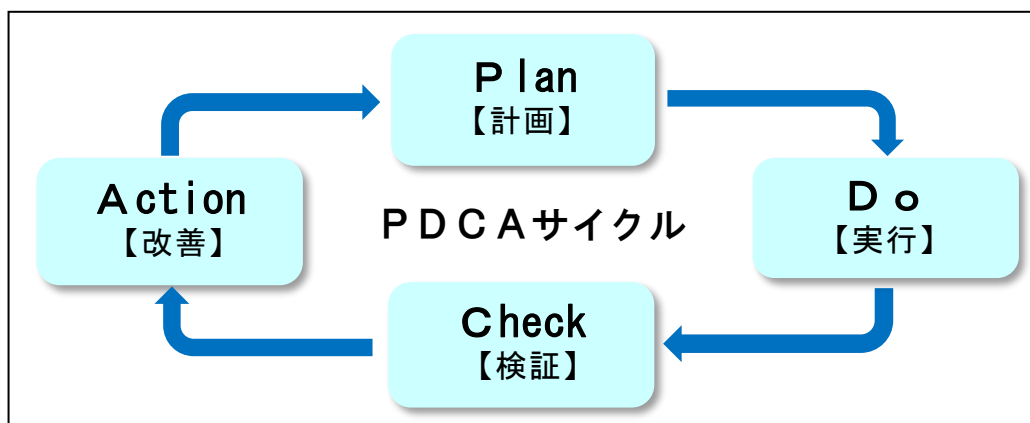 Ｐlan
【計画】
Ａction
【改善】
ＰＤＣＡサイクル
Ｄｏ
【実行】
Ｃheck
【検証】